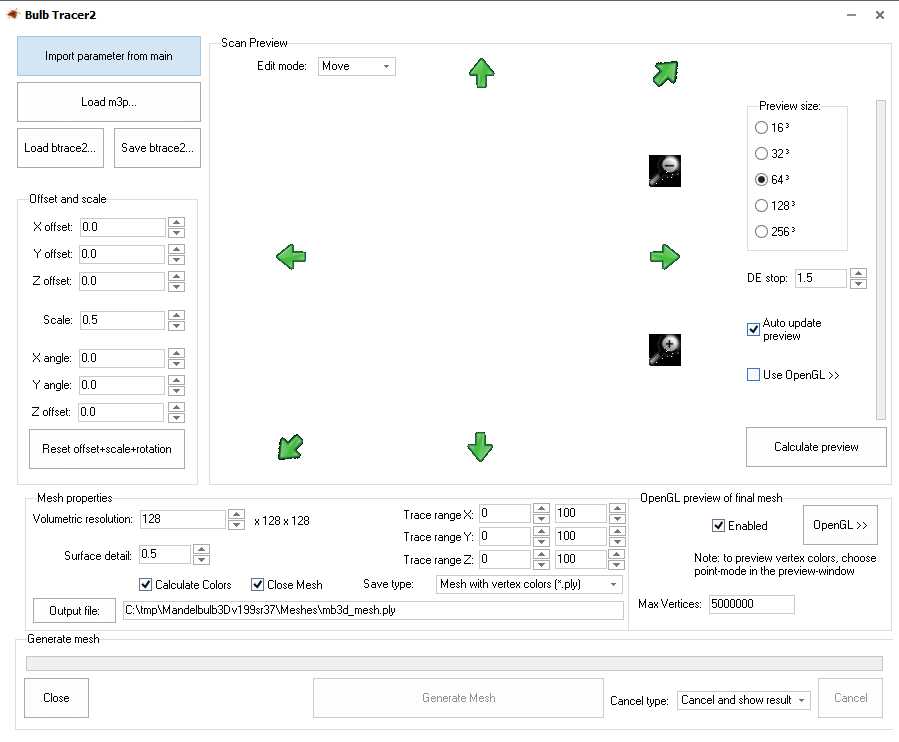 Bulb Tracer2
Import parameter from main
Load m3p...
Load btrace2...
Save btrace2...
Offset and scale
X offset: 0.0
Y offset: 0.0
Z offset: 0.0
Scale: 0.5
X angle: 0.0
Y angle: 0.0
Z offset: 0.0
Reset offset+scale+rotation
Scan Preview
Edit mode: Move
Preview size:
16³
32³
64³
128³
256³
DE stop: 1.5
Auto update
preview
Use OpenGL >>
Calculate preview
Mesh properties
Volumetric resolution: 128 x 128 x 128
Surface detail: 0.5
Calculate Colors
Close Mesh
Trace range X: 0 100
Trace range Y: 0 100
Trace range Z: 0 100
Save type: Mesh with vertex colors (*.ply)
Output file: C:\tmp\Mandelbulb3Dv199sr37\Meshes\mb3d_mesh.ply
OpenGL preview of final mesh
Enabled
OpenGL >>
Note: to preview vertex colors, choose
point-mode in the preview-window
Max Vertices: 5000000
Generate mesh
Close
Generate Mesh
Cancel type: Cancel and show result
Cancel